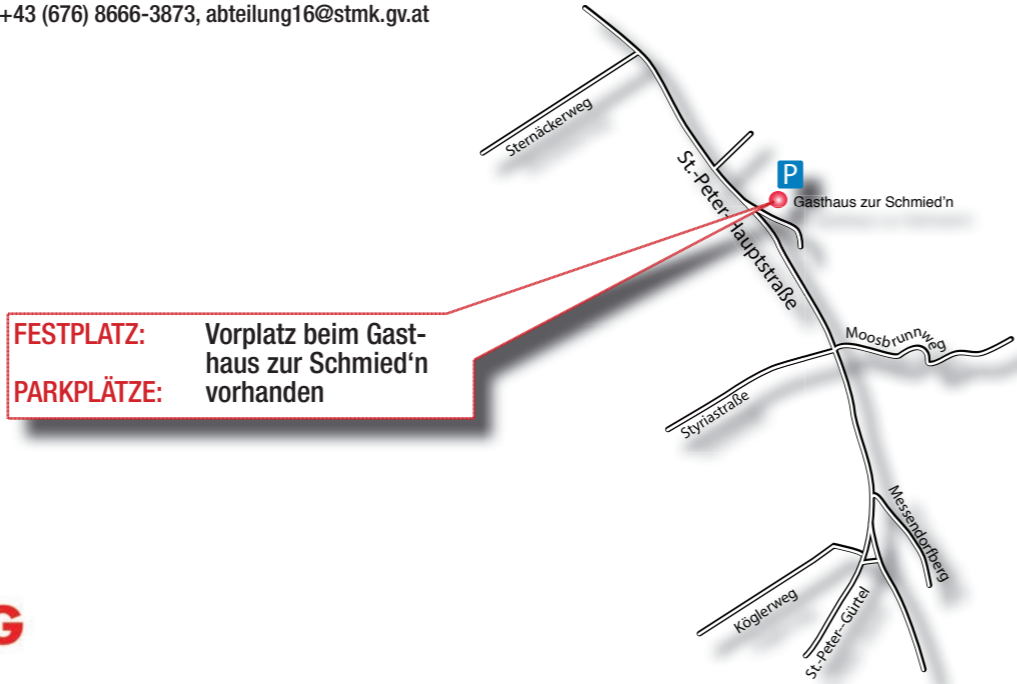 +43 (676) 8666-3873, abteilung16@stmk.gv.at
Sternäckerweg
St.-Peter-Hauptstraße
P
Gasthaus zur Schmied'n
FESTPLATZ: Vorplatz beim Gast-
haus zur Schmied‘n
PARKPLÄTZE: vorhanden
Moosbrunnweg
Styriastraße
Messendorfberg
Köglerweg
St.-Peter-Gürtel
G